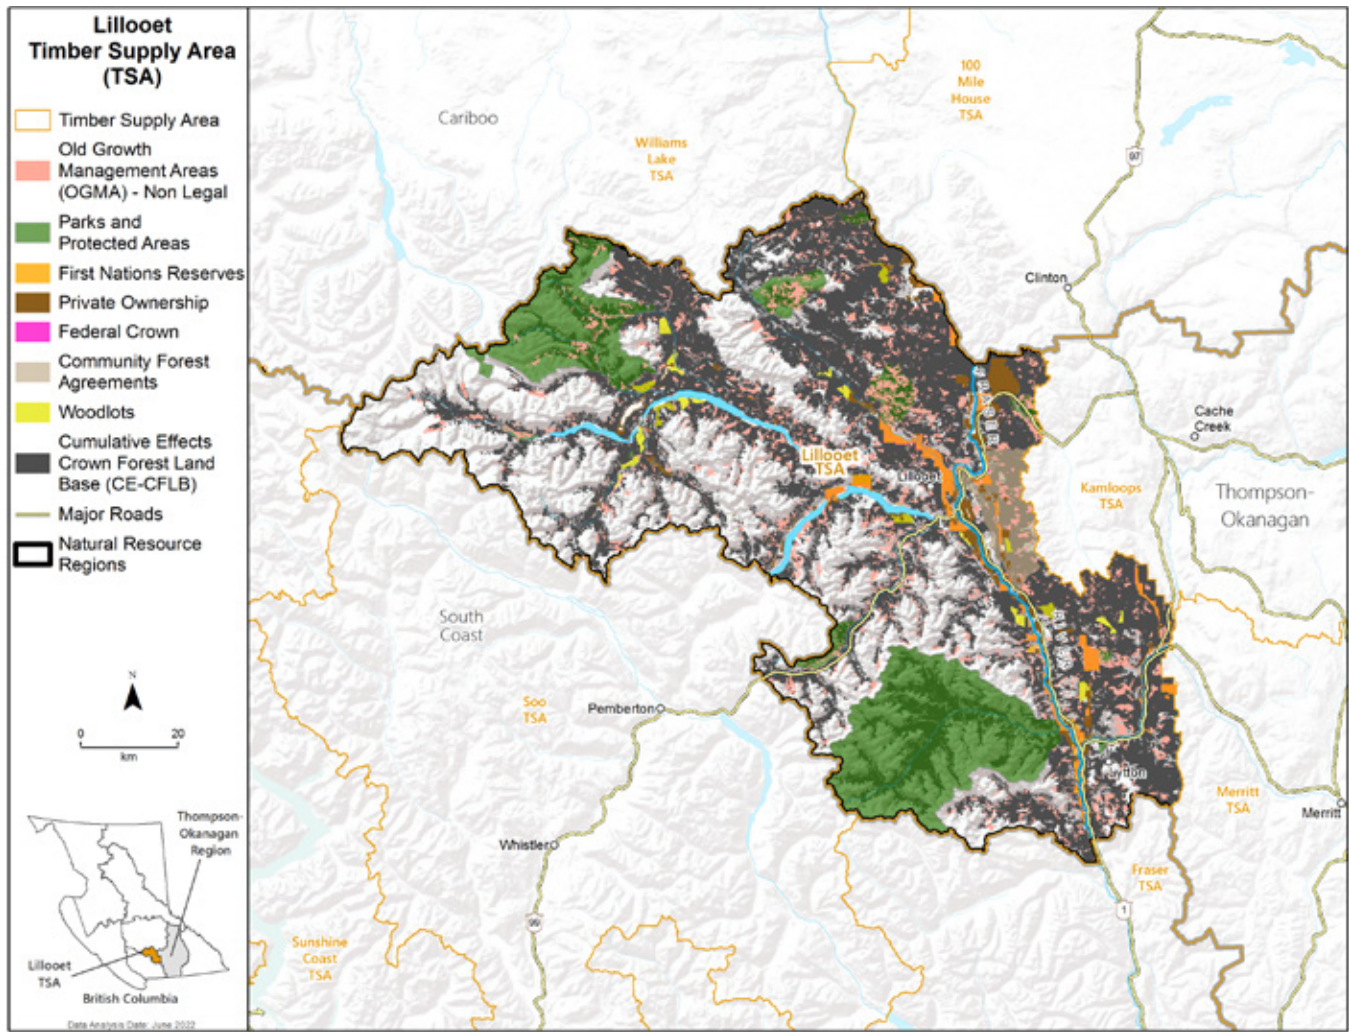 Lillooet
Timber Supply Area
(TSA)
Timber Supply Area
Old Growth
Management Areas
(OGMA) - Non Legal
Parks and
Protected Areas
First Nations Reserves
Private Ownership
Federal Crown
Community Forest
Agreements
Woodlots
Cumulative Effects
Crown Forest Land
Base (CE-CFLB)
Major Roads
Natural Resource
Regions
N
0 20
km
Thompson-
Okanagan
Region
Lillooet
TSA
British Columbia
Data Analysis Date: June 2022
Cariboo
Williams
Lake
TSA
100
Mile
House
TSA
97
Clinton
Cache
Creek
FRASER
Lillooet
TSA
Lillooet
Kamloops
TSA
Thompson-
Okanagan
South
Coast
RIVER
Soo
TSA
Pemberton
Lytton
Merritt
TSA
Merritt
Whistler
Fraser
TSA
1
99
Sunshine
Coast
TSA